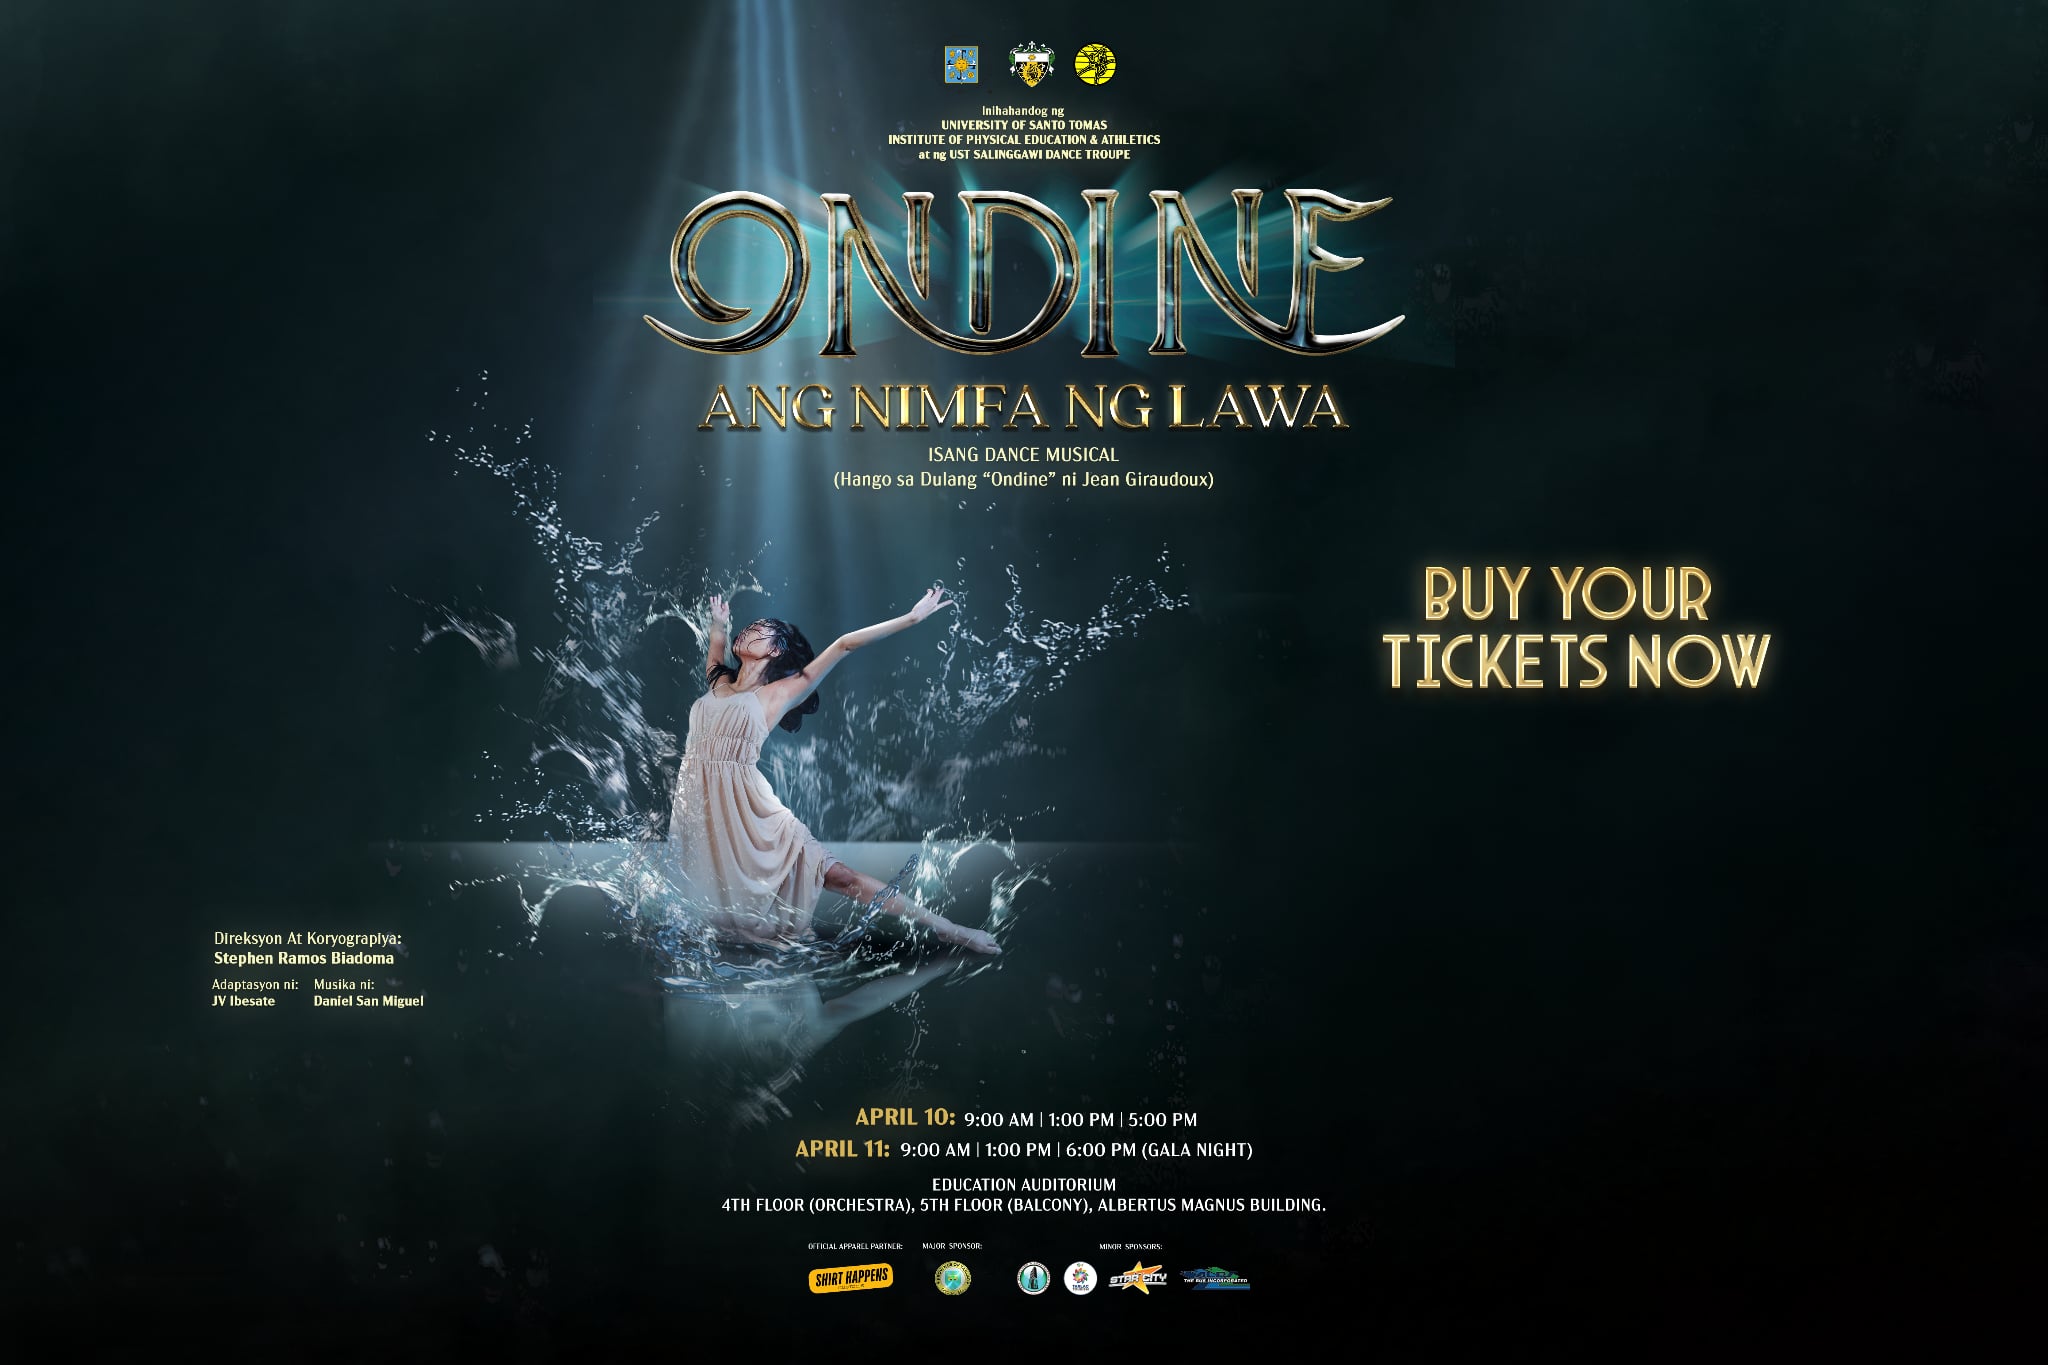 Inihahandog ng
UNIVERSITY OF SANTO TOMAS
INSTITUTE OF PHYSICAL EDUCATION & ATHLETICS
at ng UST SALINGGAWI DANCE TROUPE
ONDINE
ANG NIMFA NG LAWA
ISANG DANCE MUSICAL
(Hango sa Dulang “Ondine” ni Jean Giraudoux)
BUY YOUR
TICKETS NOW
Direksyon At Koryograpiya:
Stephen Ramos Biadoma
Adaptasyon ni: Musika ni:
JV Ibesate Daniel San Miguel
APRIL 10: 9:00 AM | 1:00 PM | 5:00 PM
APRIL 11: 9:00 AM | 1:00 PM | 6:00 PM (GALA NIGHT)
EDUCATION AUDITORIUM
4TH FLOOR (ORCHESTRA), 5TH FLOOR (BALCONY), ALBERTUS MAGNUS BUILDING.
OFFICIAL APPAREL PARTNER: MAJOR SPONSOR: MINOR SPONSORS:
SHIRT HAPPENS
STAR CITY
THE BUS INCORPORATED